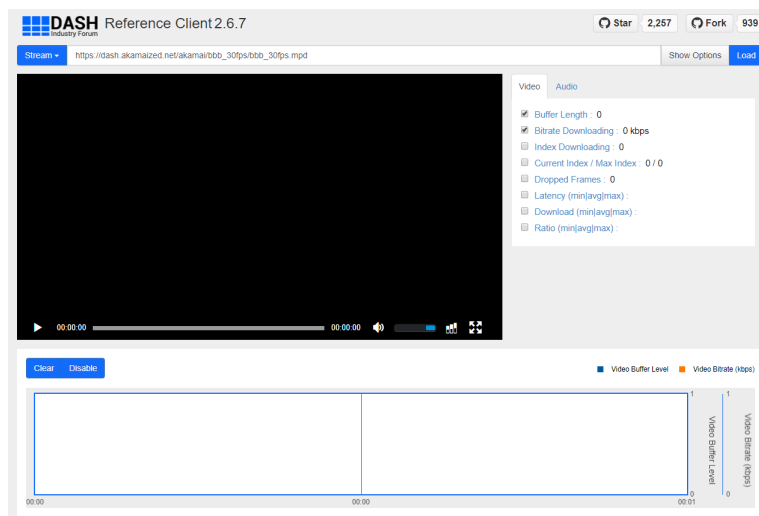 DASH Industry Forum Reference Client 2.6.7
Star 2,257 Fork 939
Stream https://dash.akamaized.net/akamai/bbb_30fps/bbb_30fps.mpd Show Options Load
Video Audio
Buffer Length : 0
Bitrate Downloading : 0 kbps
Index Downloading : 0
Current Index / Max Index : 0 / 0
Dropped Frames : 0
Latency (min|avg|max) :
Download (min|avg|max) :
Ratio (min|avg|max) :
00:00:00 00:00:00
Clear Disable Video Buffer Level Video Bitrate (kbps)
1 1
Video Buffer Level
Video Bitrate (kbps)
0 0
00:00 00:00 00:01